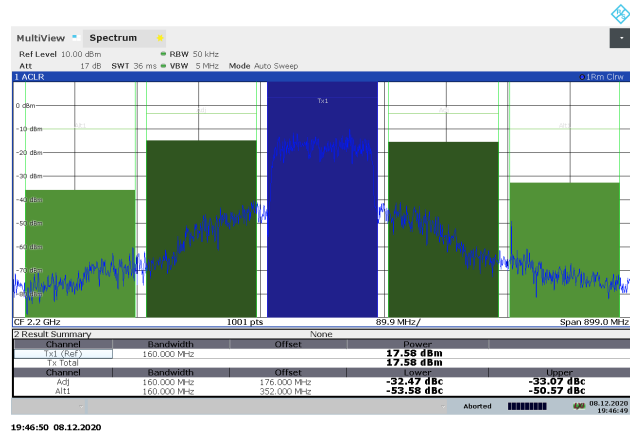 MultiView Spectrum
Ref Level 10.00 dBm RBW 50 kHz
Att 17 dB SWT 36 ms VBW 5 MHz Mode Auto Sweep
1 ACLR 1Rm Clrw
Tx1
0 dBm
-10 dBm
-20 dBm
-30 dBm
-40 dBm
-50 dBm
-60 dBm
-70 dBm
CF 2.2 GHz 1001 pts 89.9 MHz/ Span 899.0 MHz
2 Result Summary None
Channel Bandwidth Offset Power
Tx1 (Ref) 160.000 MHz 17.58 dBm
Tx Total 17.58 dBm
Channel Bandwidth Offset Lower Upper
Adj 160.000 MHz 176.000 MHz -32.47 dBc -33.07 dBc
Alt1 160.000 MHz 352.000 MHz -53.58 dBc -50.57 dBc
Aborted 08.12.2020
19:46:49
19:46:50 08.12.2020